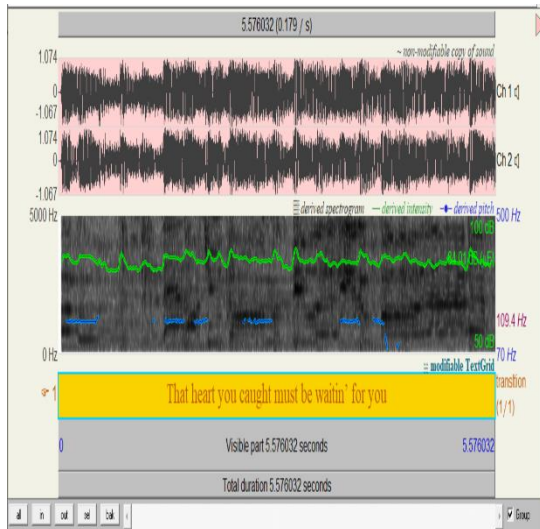 5.576032 (0.179 / s)
~ non-modifiable copy of sound
1.074
0
-1.067
Ch 1
1.074
0
-1.067
Ch 2
derived spectrogram — derived intensity derived pitch
5000 Hz
500 Hz
100 dB
109.4 Hz
50 dB
0 Hz
70 Hz
modifiable TextGrid
1
That heart you caught must be waitin’ for you
transtion
(1/1)
0
Visible part 5.576032 seconds
5.576032
Total duration 5.576032 seconds
all in out sel bak
Group